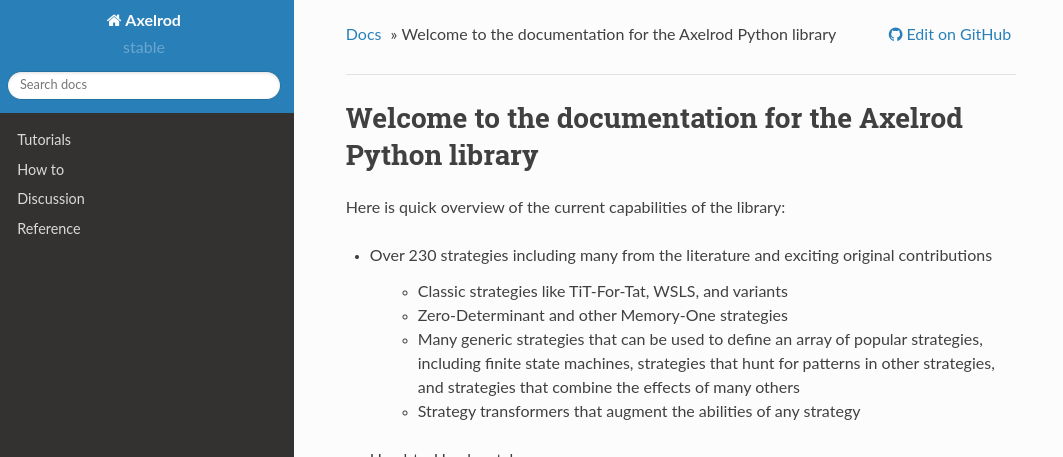 Axelrod
stable
Search docs
Tutorials
How to
Discussion
Reference
Docs » Welcome to the documentation for the Axelrod Python library
Edit on GitHub
Welcome to the documentation for the Axelrod
Python library
Here is quick overview of the current capabilities of the library:
• Over 230 strategies including many from the literature and exciting original contributions
◦ Classic strategies like TiT-For-Tat, WSLS, and variants
◦ Zero-Determinant and other Memory-One strategies
◦ Many generic strategies that can be used to define an array of popular strategies,
including finite state machines, strategies that hunt for patterns in other strategies,
and strategies that combine the effects of many others
◦ Strategy transformers that augment the abilities of any strategy